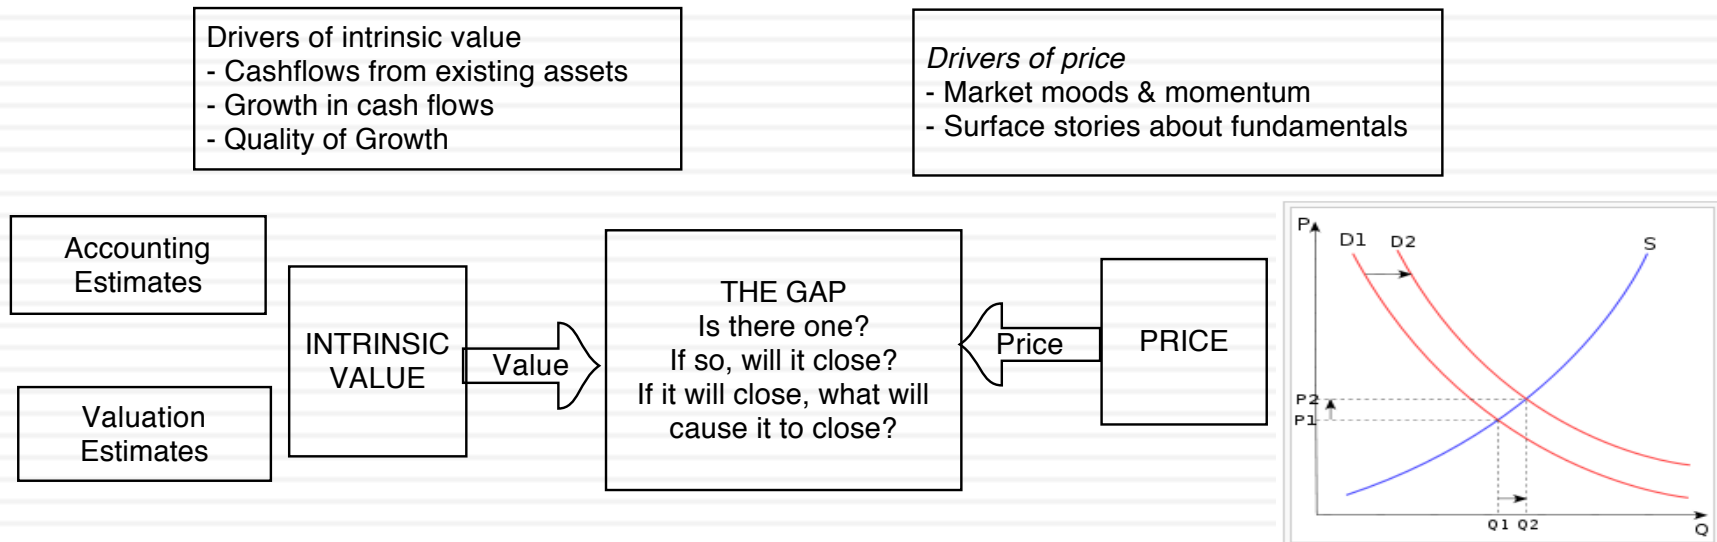 Drivers of intrinsic value
- Cashflows from existing assets
- Growth in cash flows
- Quality of Growth
Drivers of price
- Market moods & momentum
- Surface stories about fundamentals
Accounting
Estimates
Valuation
Estimates
INTRINSIC
VALUE
Value
THE GAP
Is there one?
If so, will it close?
If it will close, what will
cause it to close?
Price
PRICE
P
D1
D2
S
P2
P1
Q1
Q2
Q